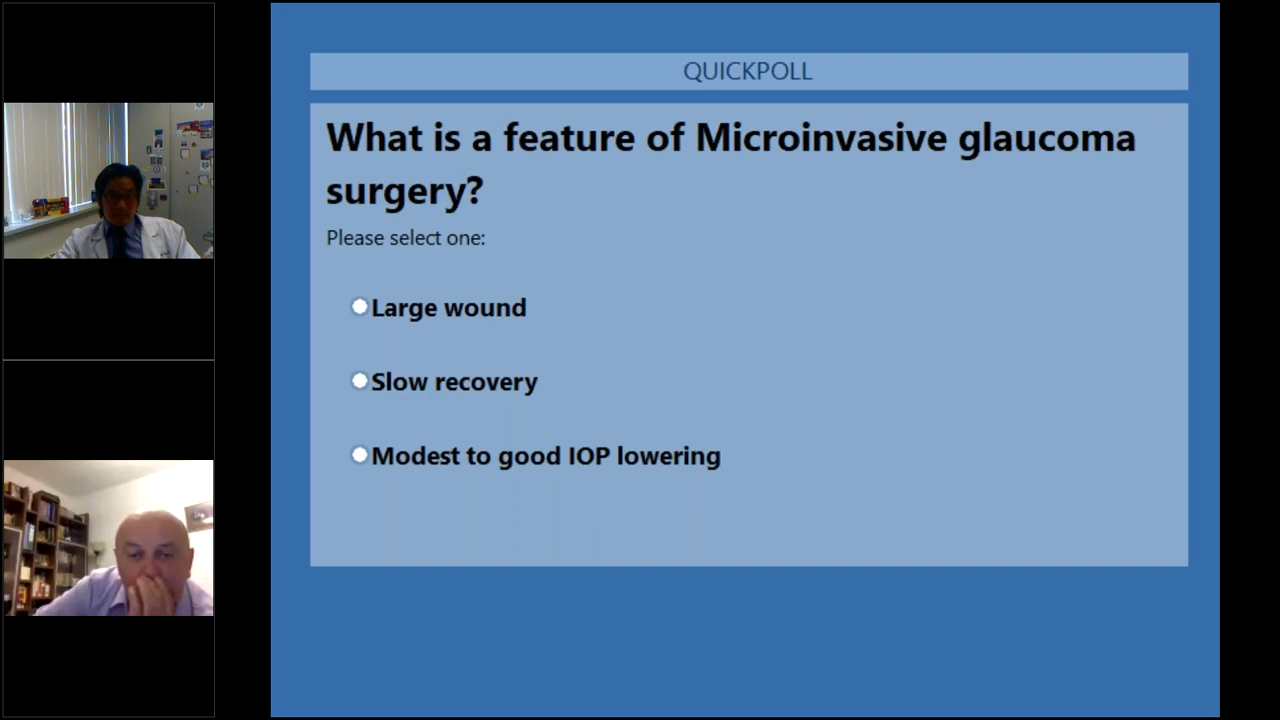 QUICKPOLL
What is a feature of Microinvasive glaucoma
surgery?
Please select one:
Large wound
Slow recovery
Modest to good IOP lowering